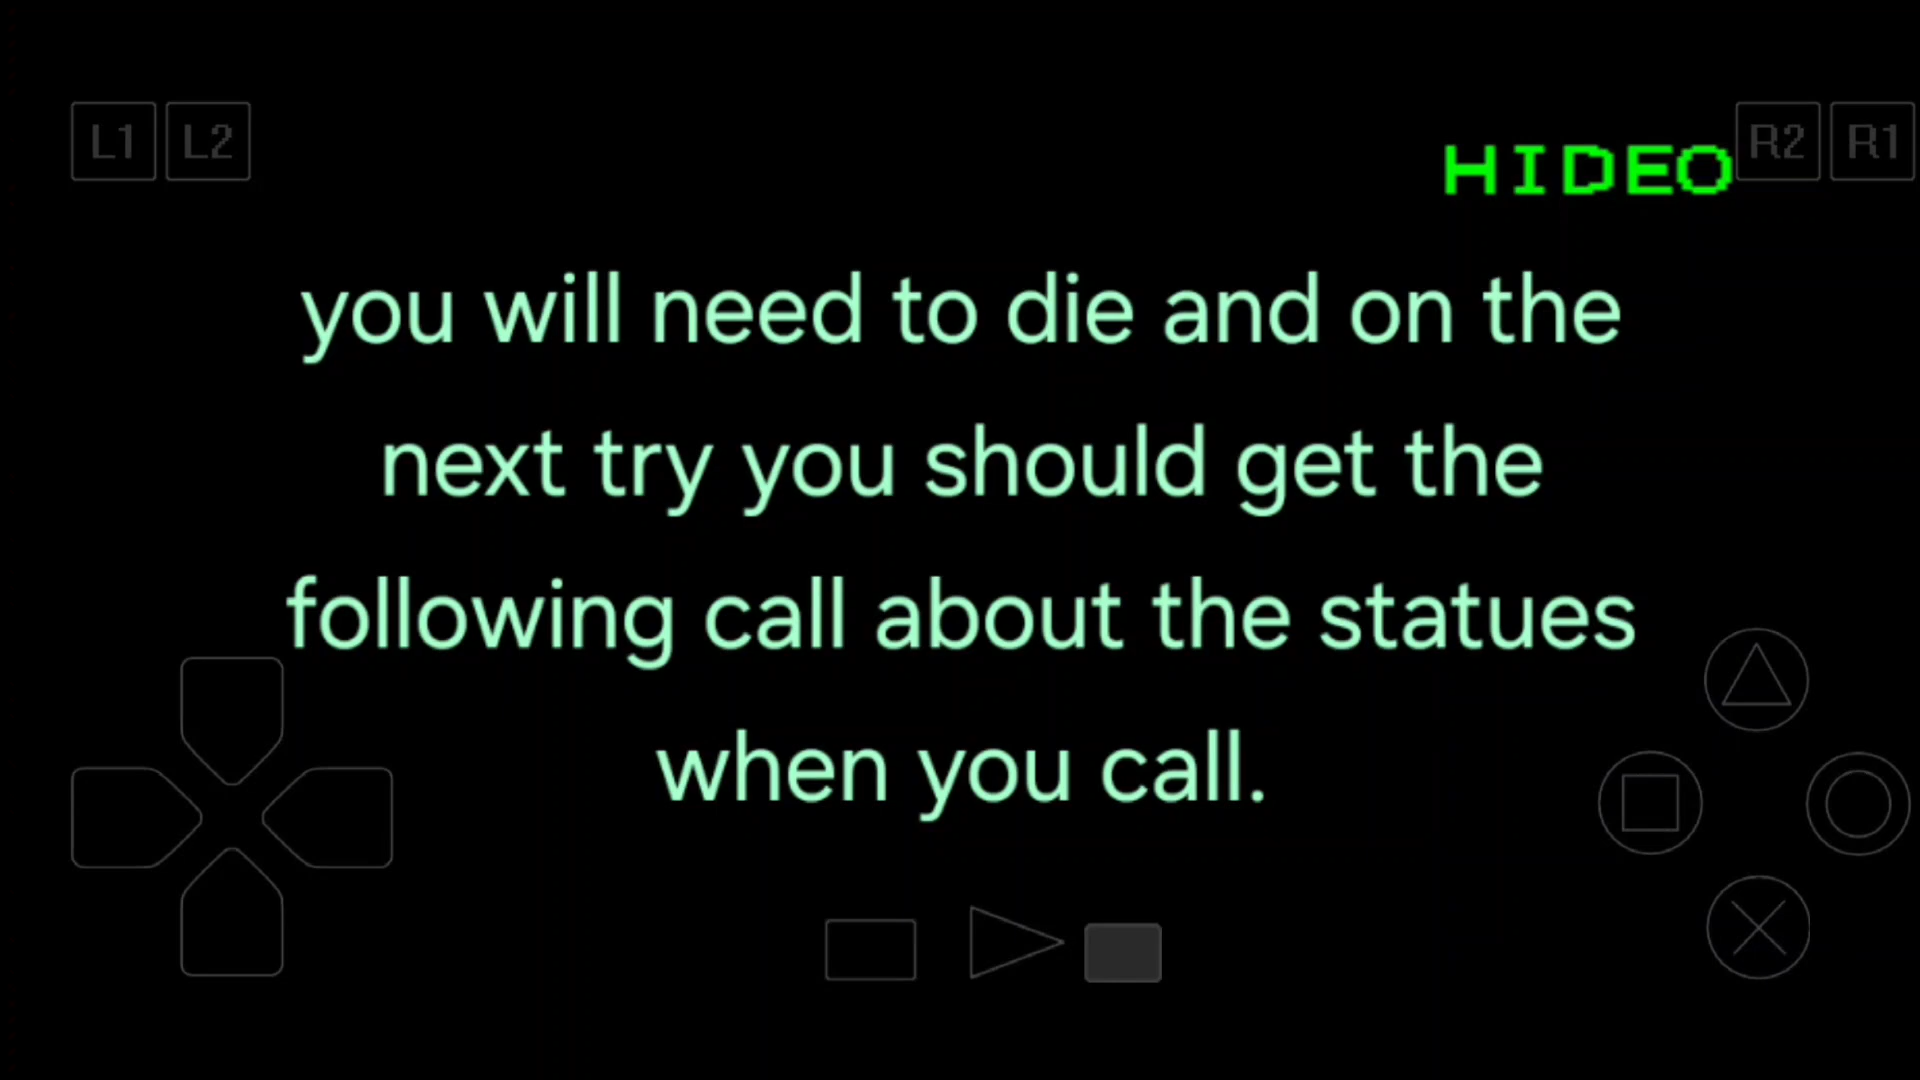 L1 L2 R2 R1
HIDEO
you will need to die and on the
next try you should get the
following call about the statues
when you call.